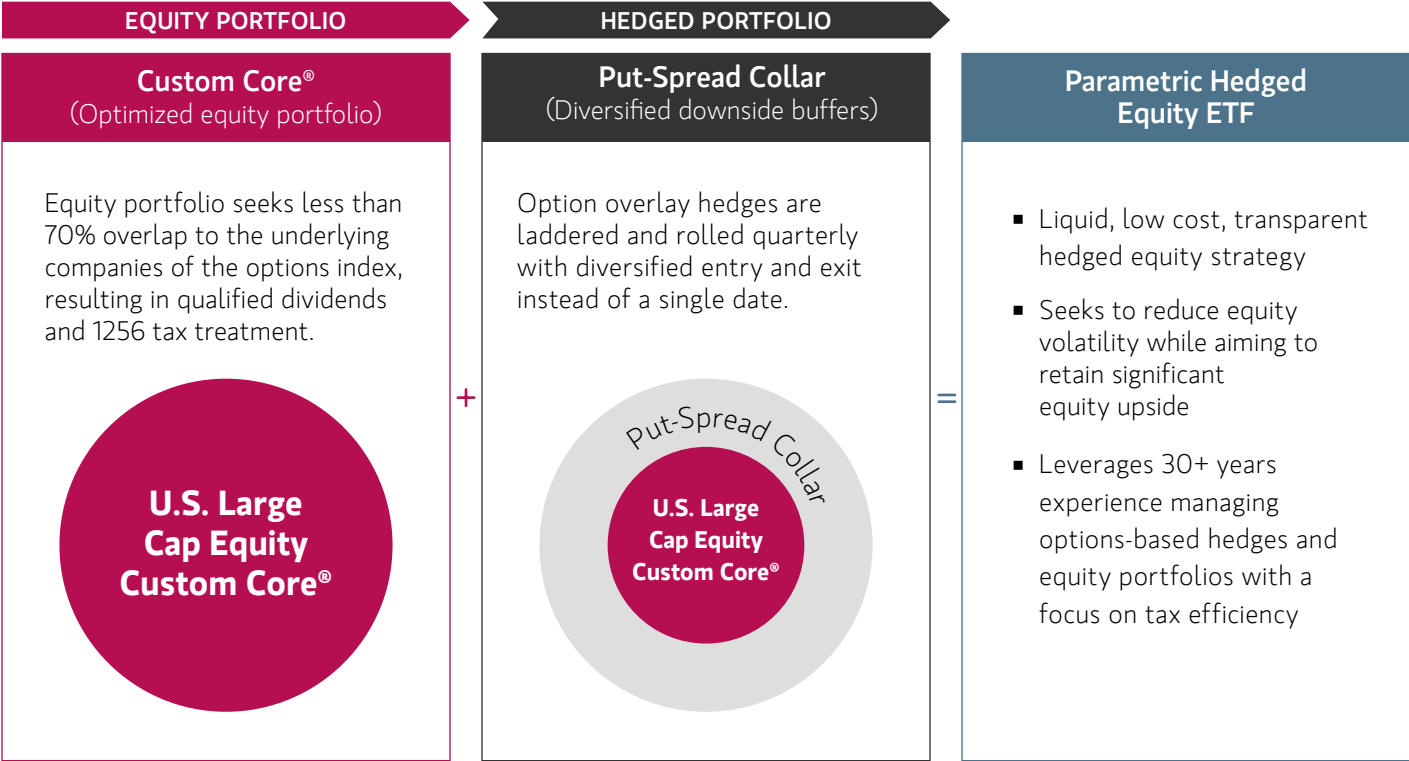 EQUITY PORTFOLIO
HEDGED PORTFOLIO
Custom Core®
(Optimized equity portfolio)
Equity portfolio seeks less than
70% overlap to the underlying
companies of the options index,
resulting in qualified dividends
and 1256 tax treatment.
U.S. Large
Cap Equity
Custom Core®
+
Put-Spread Collar
(Diversified downside buffers)
Option overlay hedges are
laddered and rolled quarterly
with diversified entry and exit
instead of a single date.
Put-Spread Collar
U.S. Large
Cap Equity
Custom Core®
=
Parametric Hedged
Equity ETF
▪ Liquid, low cost, transparent
hedged equity strategy
▪ Seeks to reduce equity
volatility while aiming to
retain significant
equity upside
▪ Leverages 30+ years
experience managing
options-based hedges and
equity portfolios with a
focus on tax efficiency